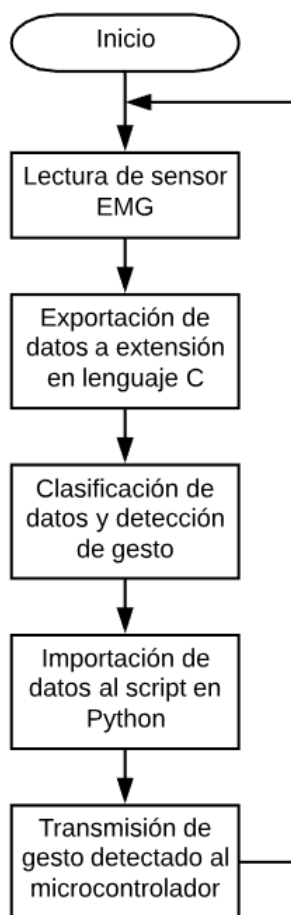 Inicio
Lectura de sensor
EMG
Exportación de
datos a extensión
en lenguaje C
Clasificación de
datos y detección
de gesto
Importación de
datos al script en
Python
Transmisión de
gesto detectado al
microcontrolador